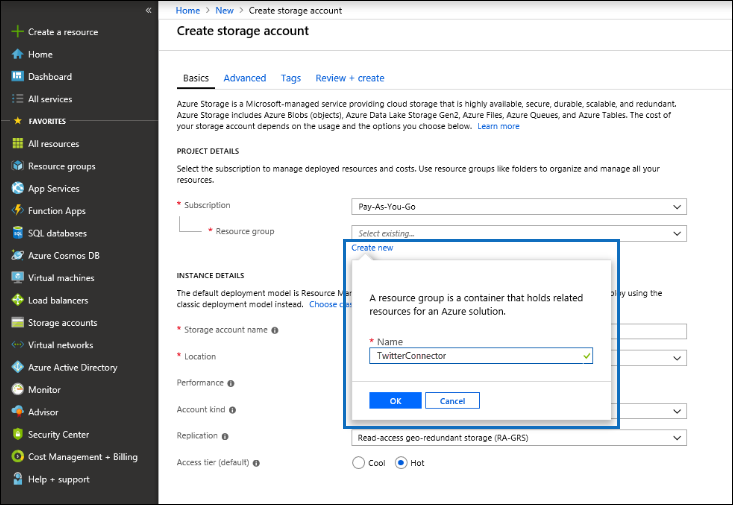 «
Home > New > Create storage account
Create storage account
Create a resource
Home
Dashboard
All services
FAVORITES
All resources
Resource groups
App Services
Function Apps
SQL databases
Azure Cosmos DB
Virtual machines
Load balancers
Storage accounts
Virtual networks
Azure Active Directory
Monitor
Advisor
Security Center
Cost Management + Billing
Help + support
Basics Advanced Tags Review + create
Azure Storage is a Microsoft-managed service providing cloud storage that is highly available, secure, durable, scalable, and redundant.
Azure Storage includes Azure Blobs (objects), Azure Data Lake Storage Gen2, Azure Files, Azure Queues, and Azure Tables. The cost of
your storage account depends on the usage and the options you choose below. Learn more
PROJECT DETAILS
Select the subscription to manage deployed resources and costs. Use resource groups like folders to organize and manage all your
resources.
* Subscription Pay-As-You-Go
* Resource group Select existing...
Create new
INSTANCE DETAILS
The default deployment model is Resource Ma
ploy using the
classic deployment model instead. Choose clas
* Storage account name
* Location
Performance
Account kind
Replication Read-access geo-redundant storage (RA-GRS)
Access tier (default) Cool Hot
A resource group is a container that holds related
resources for an Azure solution.
* Name
TwitterConnector
OK Cancel